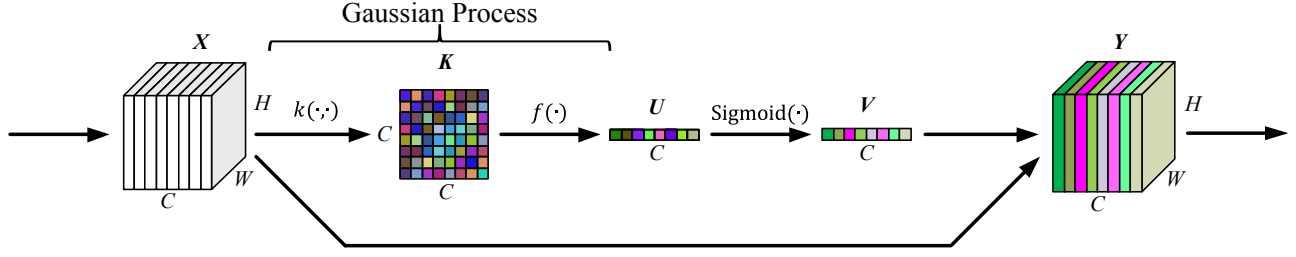 Gaussian Process
X
K
Y
H
k(·,·)
C
f(·)
U
Sigmoid(·)
V
H
C
C
W
C
C
W
C